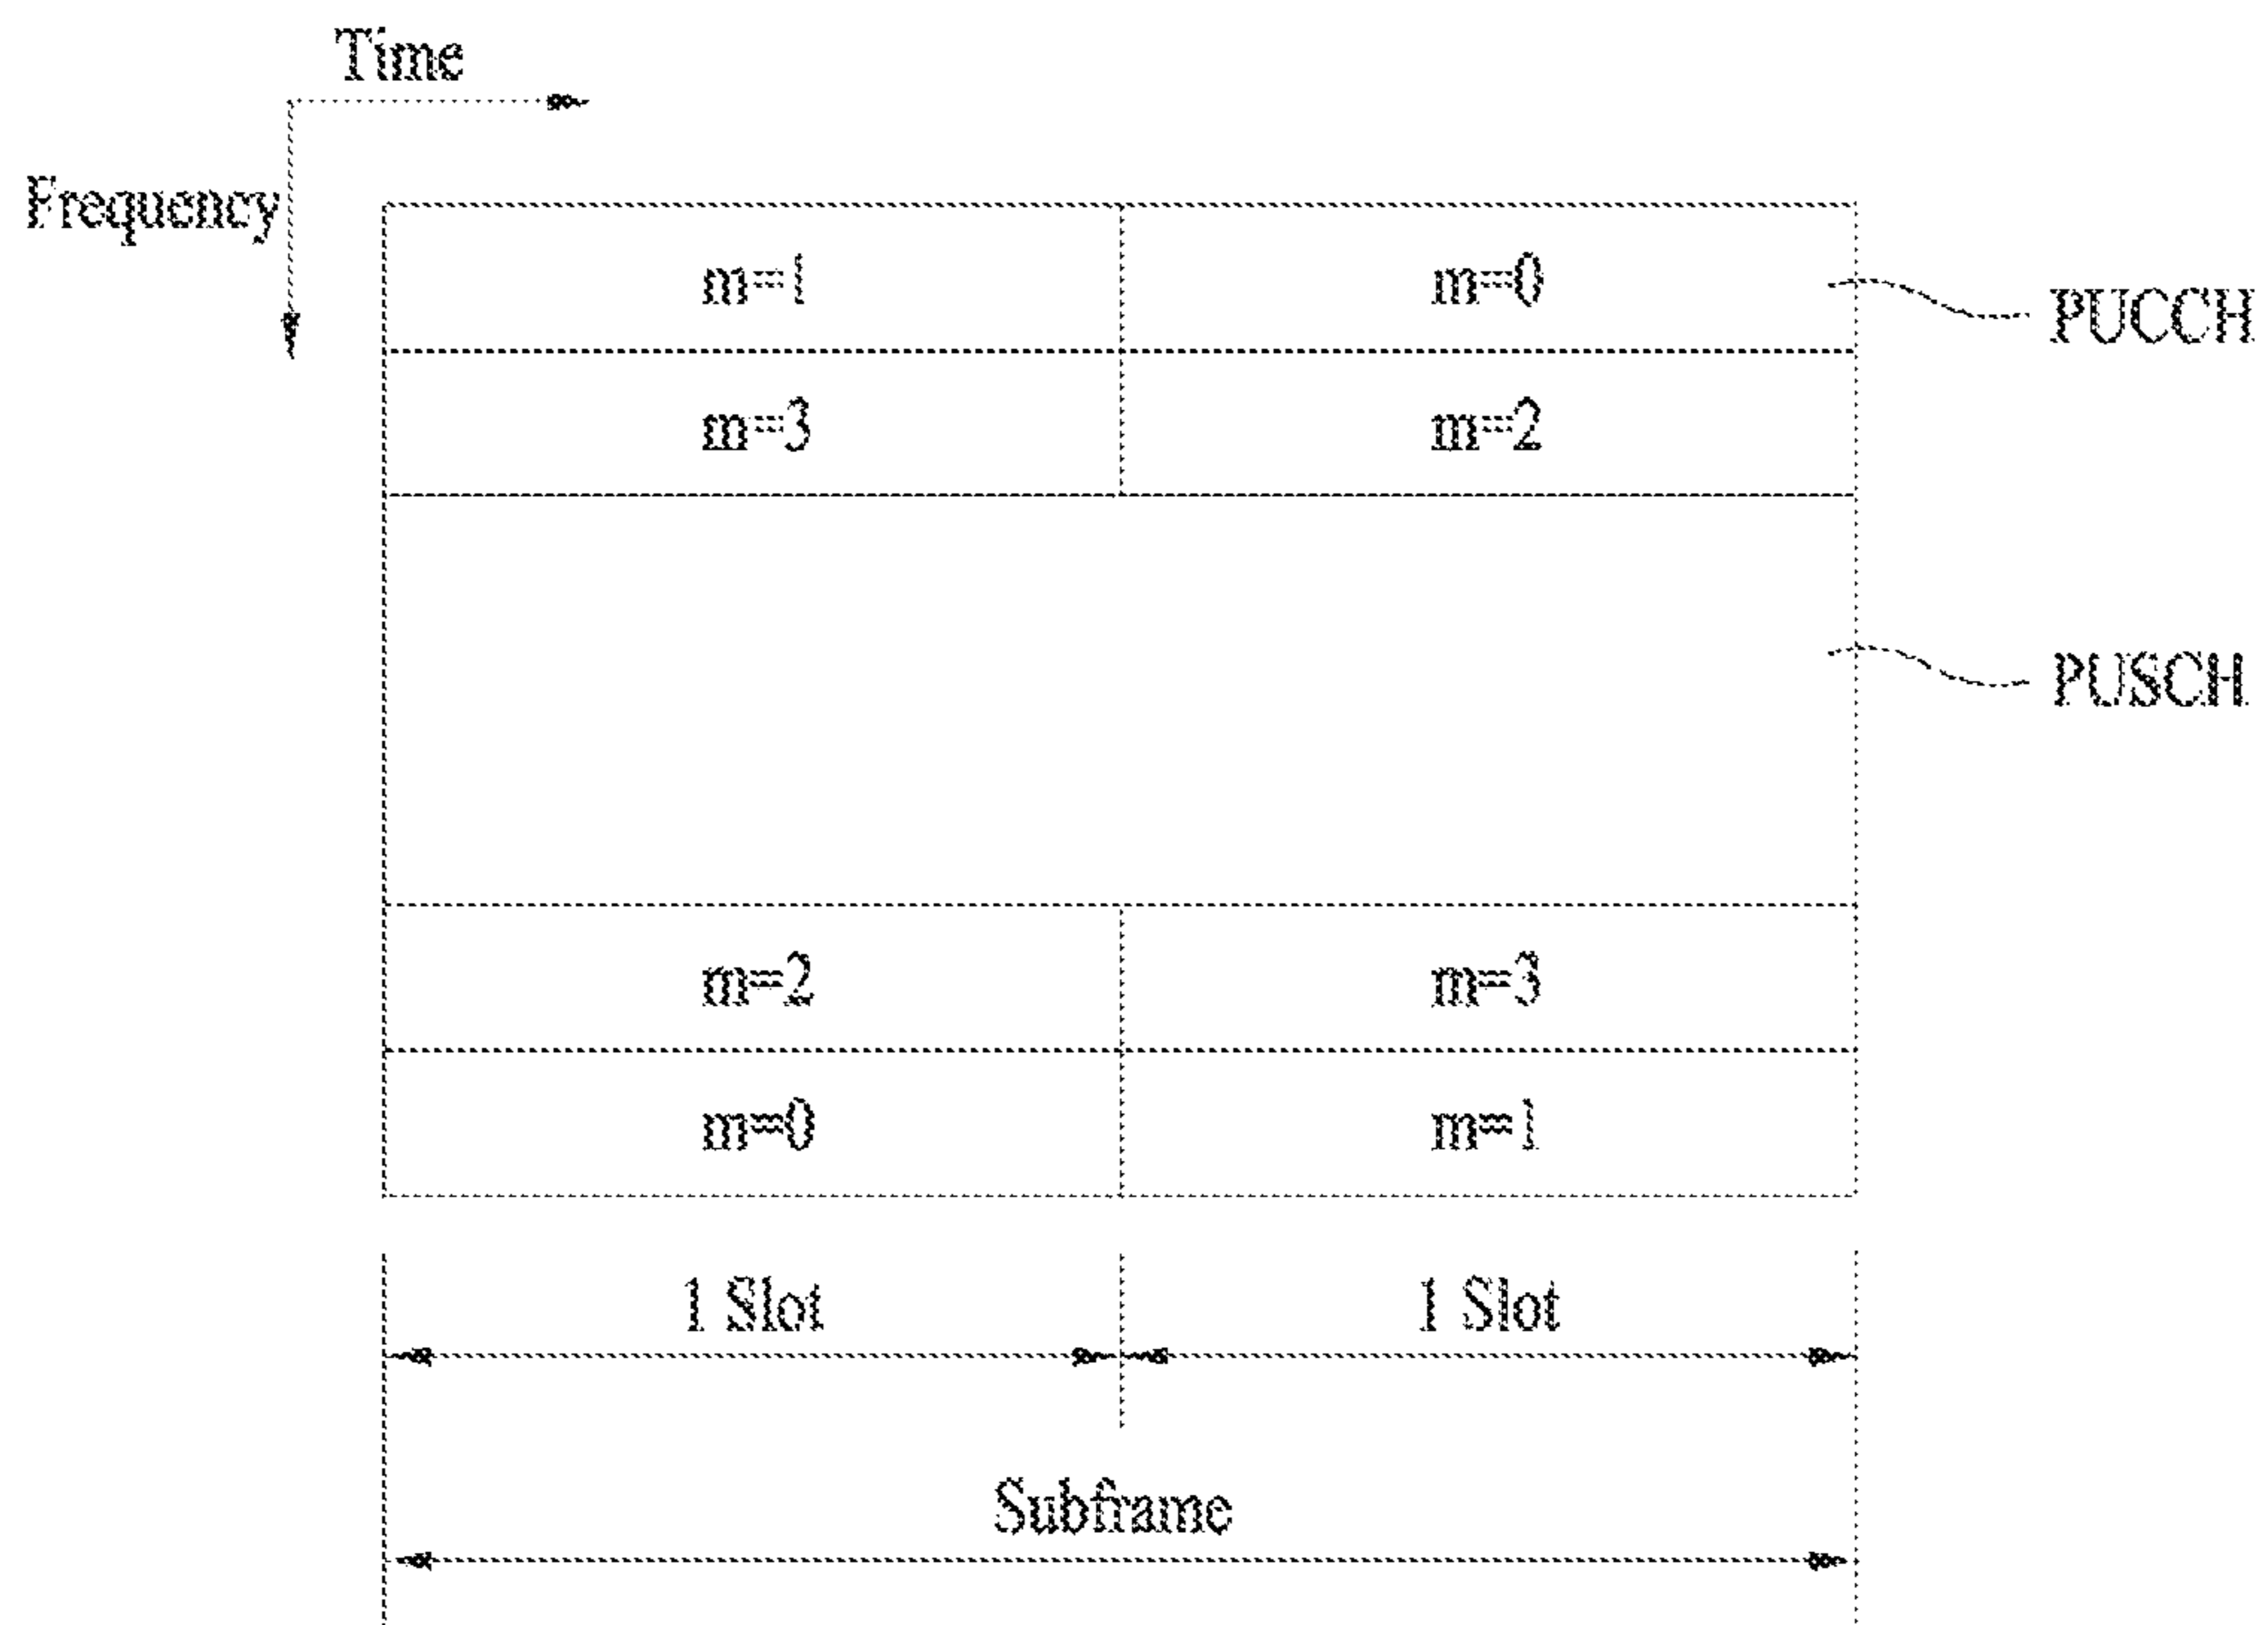 Time
Frequency
m=1 m=0
PUCCH
m=3 m=2
PUSCH
m=2 m=3
m=0 m=1
1 Slot 1 Slot
Subframe